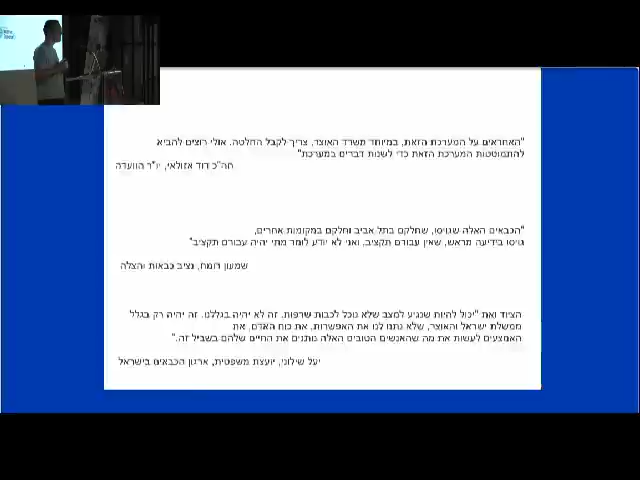 "האחראים על המערכת הזאת, במיוחד משרד האוצר, צריך לקבל החלטה. אולי רוצים להביא
להתמוטטות המערכת הזאת כדי לשנות דברים במערכת"
חה"כ דוד אזולאי, יו"ר הוועדה
"הכבאים האלה שגויסו, שחלקם בתל אביב וחלקם במקומות אחרים,
גויסו בידיעה מראש, שאין עבורם תקציב, ואני לא יודע לומר מתי יהיה עבורם תקציב"
שמעון רומח, נציב כבאות והצלה
הציוד ואת "יכול להיות שנגיע למצב שלא נוכל לכבות שרפות. זה לא יהיה בגללנו. זה יהיה רק בגלל
ממשלת ישראל והאוצר, שלא נתנו לנו את האפשרות, את כוח האדם, את
האמצעים לעשות את מה שהאנשים הטובים האלה נותנים את החיים שלהם בשביל זה."
יעל שילוני, יועצת משפטית, ארגון הכבאים בישראל